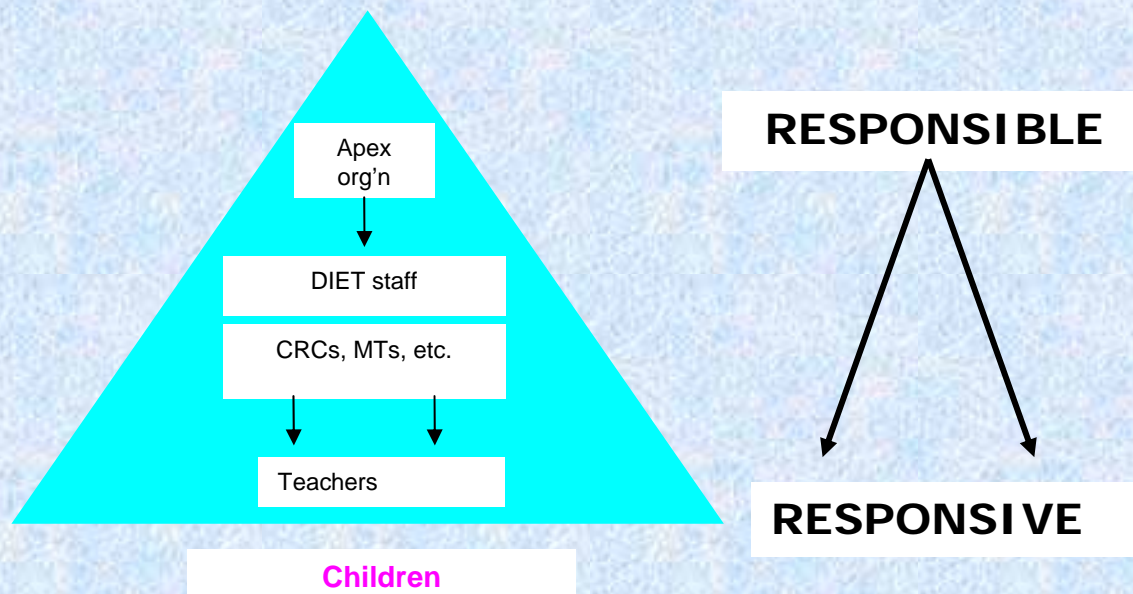 Apex
org'n
DIET staff
CRCs, MTs, etc.
Teachers
Children
RESPONSIBLE
RESPONSIVE